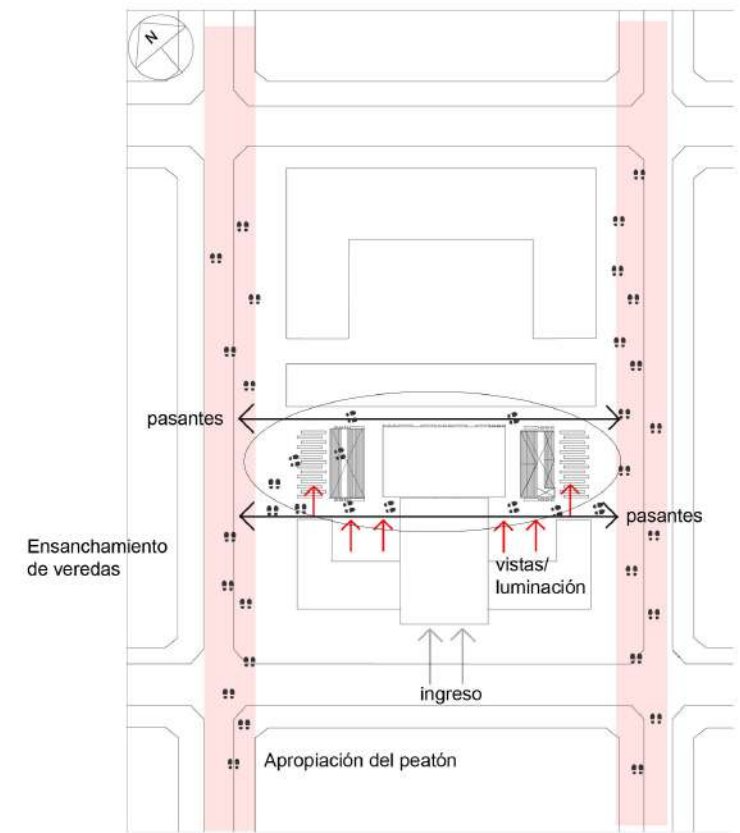 N
pasantes
pasantes
Ensanchamiento
de veredas
vistas/
luminación
ingreso
Apropiación del peatón